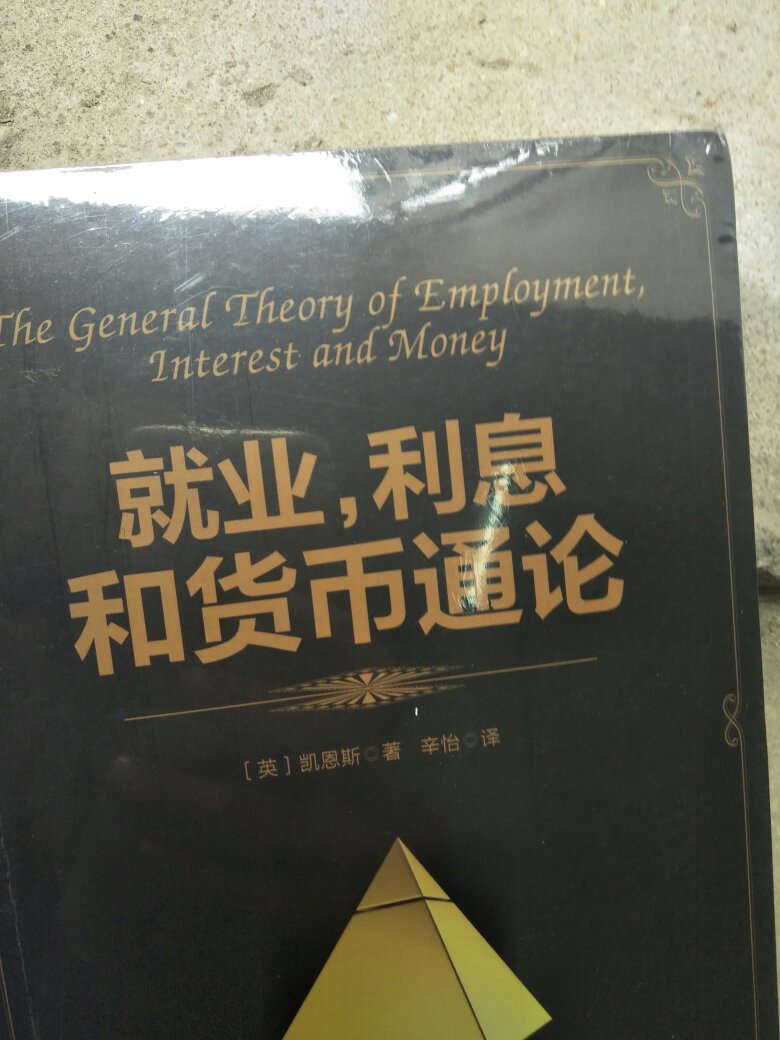 The General Theory of Employment,
Interest and Money
就业,利息
和货币通论
[英]凯恩斯◎著 辛怡◎译